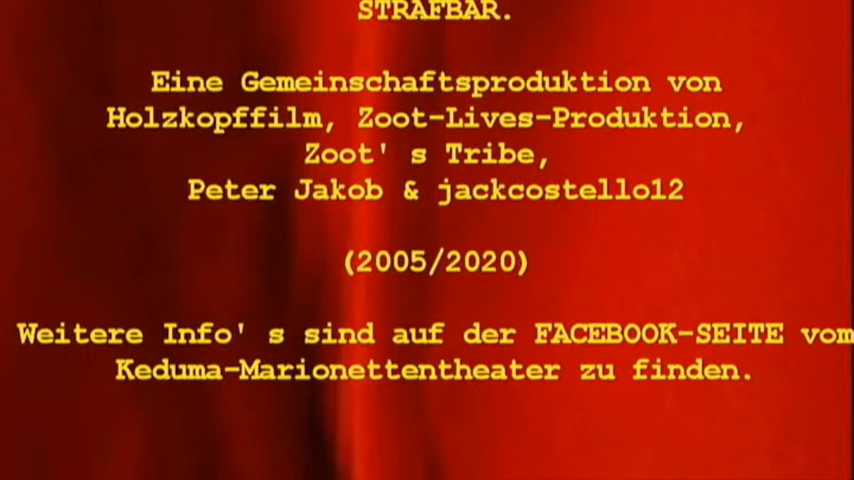 STRAFBAR.
Eine Gemeinschaftsproduktion von
Holzkopffilm, Zoot-Lives-Produktion,
Zoot' s Tribe,
Peter Jakob & jackcostello12
(2005/2020)
Weitere Info' s sind auf der FACEBOOK-SEITE vom
Keduma-Marionettentheater zu finden.